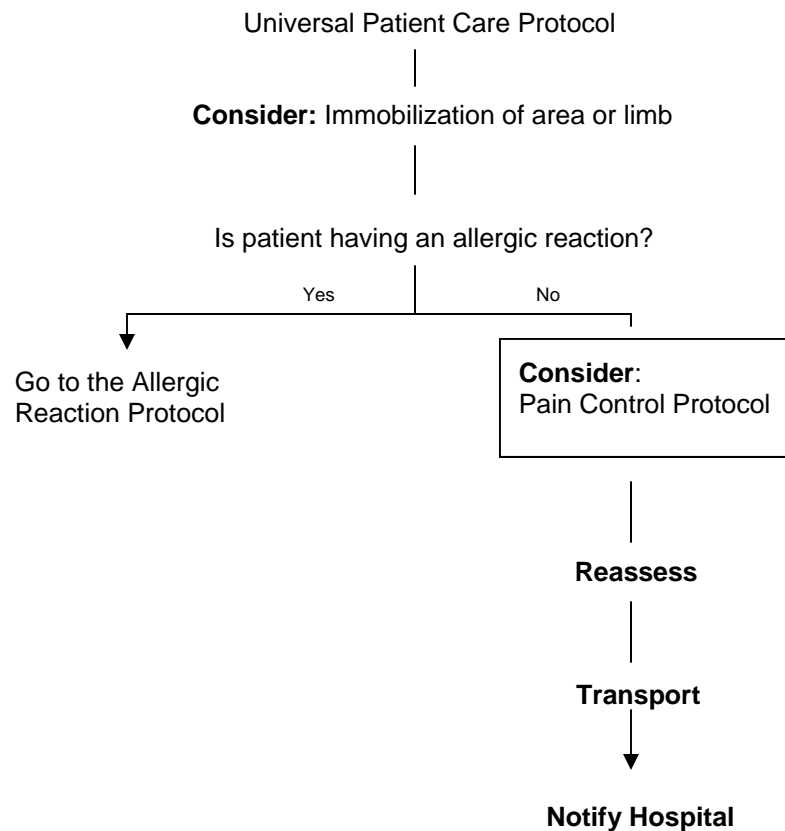 Universal Patient Care Protocol
Consider: Immobilization of area or limb
Is patient having an allergic reaction?
Yes
No
Go to the Allergic
Reaction Protocol
Consider:
Pain Control Protocol
Reassess
Transport
Notify Hospital